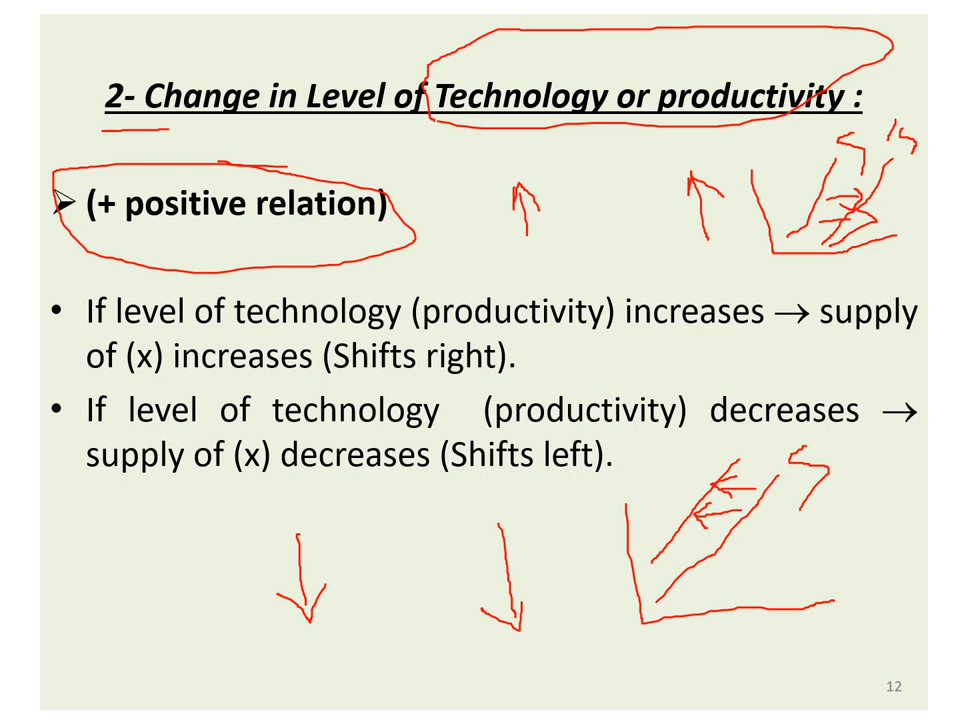 2- Change in Level of Technology or productivity :
➢ (+ positive relation)
• If level of technology (productivity) increases → supply
of (x) increases (Shifts right).
• If level of technology (productivity) decreases →
supply of (x) decreases (Shifts left).
S
S
12